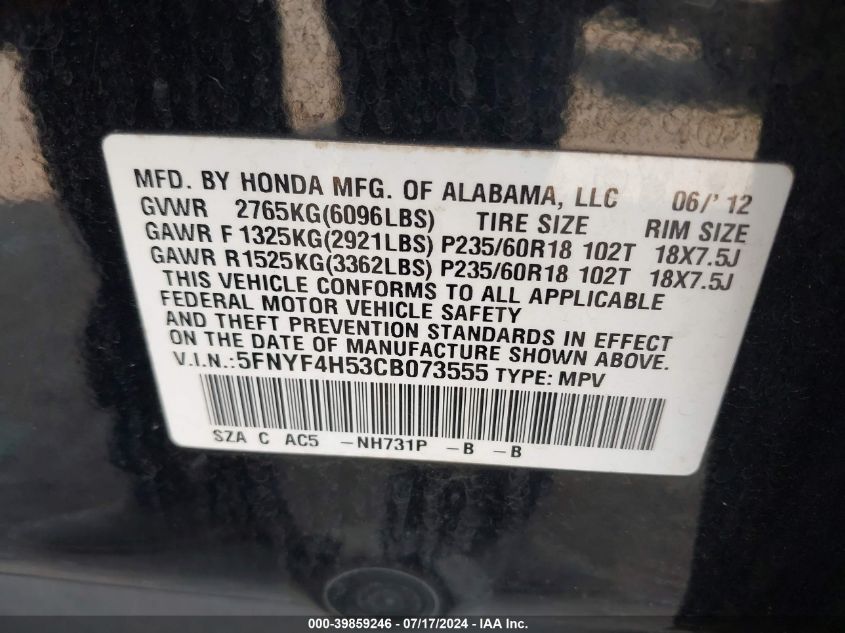 MFD. BY HONDA MFG. OF ALABAMA, LLC 06/' 12
GVWR 2765KG(6096LBS) TIRE SIZE RIM SIZE
GAWR F 1325KG(2921LBS) P235/60R18 102T 18X7.5J
GAWR R1525KG(3362LBS) P235/60R18 102T 18X7.5J
THIS VEHICLE CONFORMS TO ALL APPLICABLE
FEDERAL MOTOR VEHICLE SAFETY
AND THEFT PREVENTION STANDARDS IN EFFECT
ON THE DATE OF MANUFACTURE SHOWN ABOVE.
V.I.N.:5FNYF4H53CB073555 TYPE: MPV
SZA C AC5 -NH731P -B -B
000-39859246 - 07/17/2024 - IAA Inc.